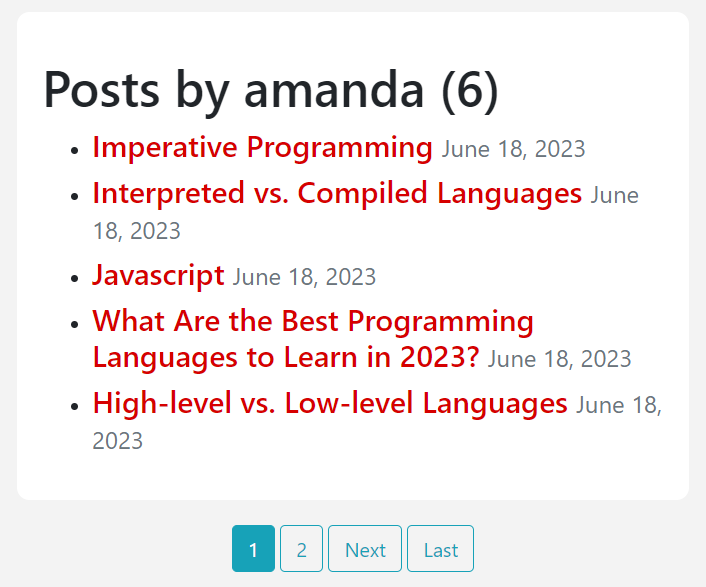 Posts by amanda (6)
Imperative Programming June 18, 2023
Interpreted vs. Compiled Languages June
18, 2023
Javascript June 18, 2023
What Are the Best Programming
Languages to Learn in 2023? June 18, 2023
High-level vs. Low-level Languages June 18,
2023
1 2 Next Last